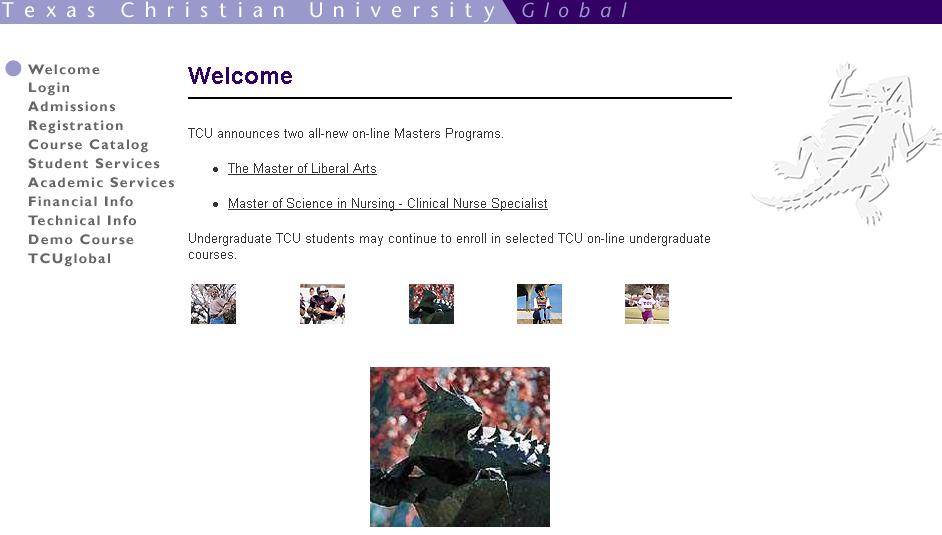 Texas Christian University Global
Welcome
Login
Admissions
Registration
Course Catalog
Student Services
Academic Services
Financial Info
Technical Info
Demo Course
TCUglobal
Welcome
TCU announces two all-new on-line Masters Programs.
The Master of Liberal Arts
Master of Science in Nursing - Clinical Nurse Specialist
Undergraduate TCU students may continue to enroll in selected TCU on-line undergraduate
courses.
TCU